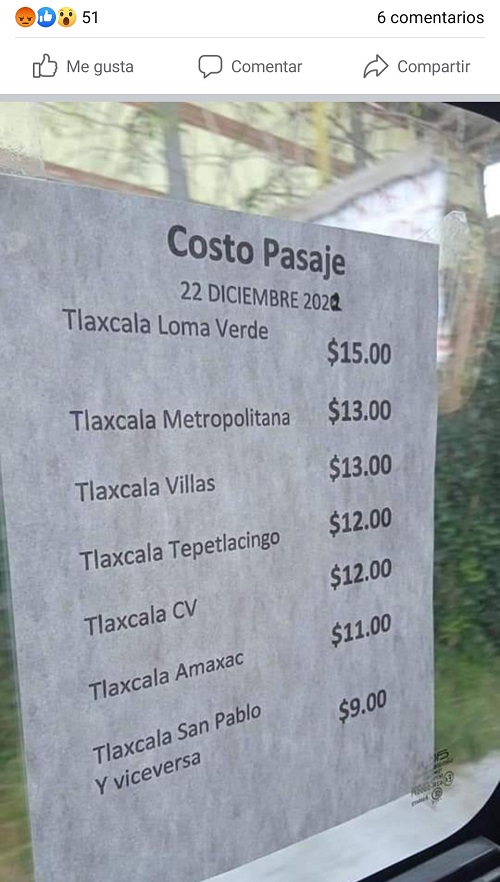 51
6 comentarios
Me gusta
Comentar
Compartir
Costo Pasaje
22 DICIEMBRE 2022
Tlaxcala Loma Verde
$15.00
Tlaxcala Metropolitana $13.00
Tlaxcala Villas $13.00
Tlaxcala Tepetlacingo $12.00
Tlaxcala CV $12.00
Tlaxcala Amaxac $11.00
Tlaxcala San Pablo $9.00
Y viceversa